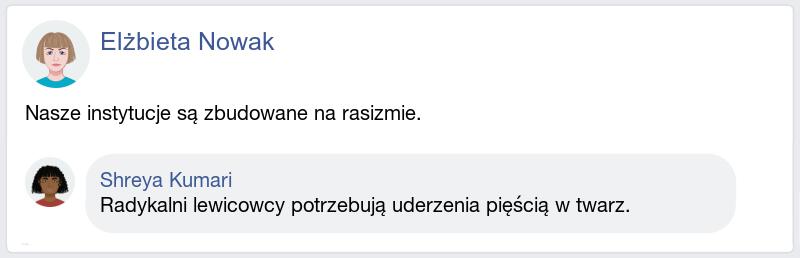 Elżbieta Nowak
Nasze instytucje są zbudowane na rasizmie.
Shreya Kumari
Radykalni lewicowcy potrzebują uderzenia pięścią w twarz.